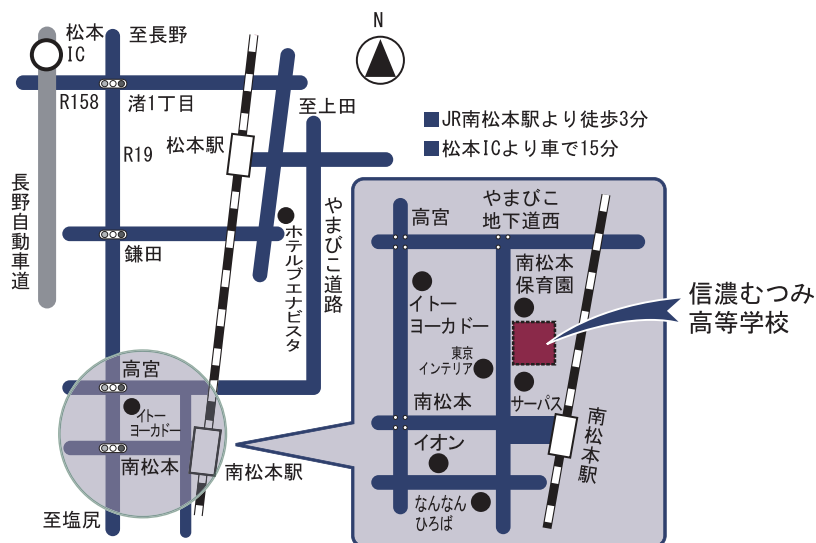 松本
IC
至長野
N
R158
渚1丁目
至上田
■JR南松本駅より徒歩3分
■松本ICより車で15分
R19
松本駅
長野自動車道
やまびこ道路
鎌田
ホテルブエナビスタ
高宮
イトー
ヨーカドー
南松本
南松本駅
至塩尻
高宮
やまびこ
地下道西
南松本
保育園
イトー
ヨーカドー
東京
インテリア
信濃むつみ
高等学校
南松本
サーパス
南松本駅
イオン
なんなん
ひろば